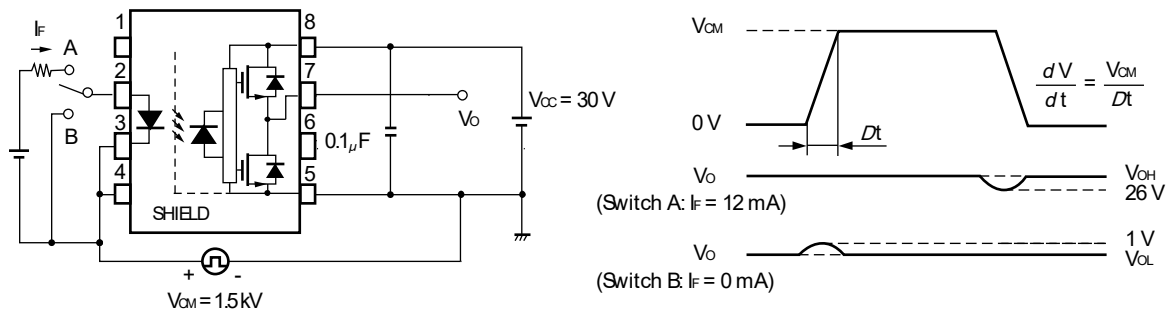 IF
A
B
1
2
3
4
SHIELD
8
7
6
5
0.1μF
VO
VCC = 30 V
+ -
VCM = 1.5 kV
VCM
0 V
Dt
dV/dt = VCM/Dt
VO
(Switch A: IF = 12 mA)
VOH
26 V
VO
(Switch B: IF = 0 mA)
1 V
VOL